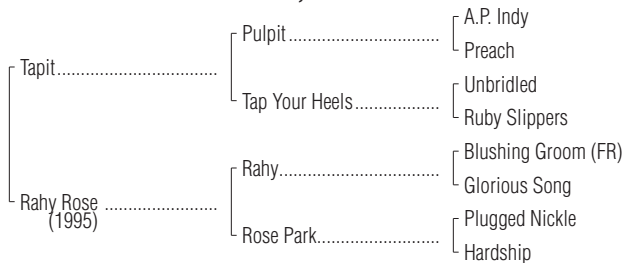 A.P. Indy
Pulpit
Preach
Tapit
Unbridled
Tap Your Heels
Ruby Slippers
Blushing Groom (FR)
Rahy
Glorious Song
Rahy Rose
(1995)
Plugged Nickle
Rose Park
Hardship